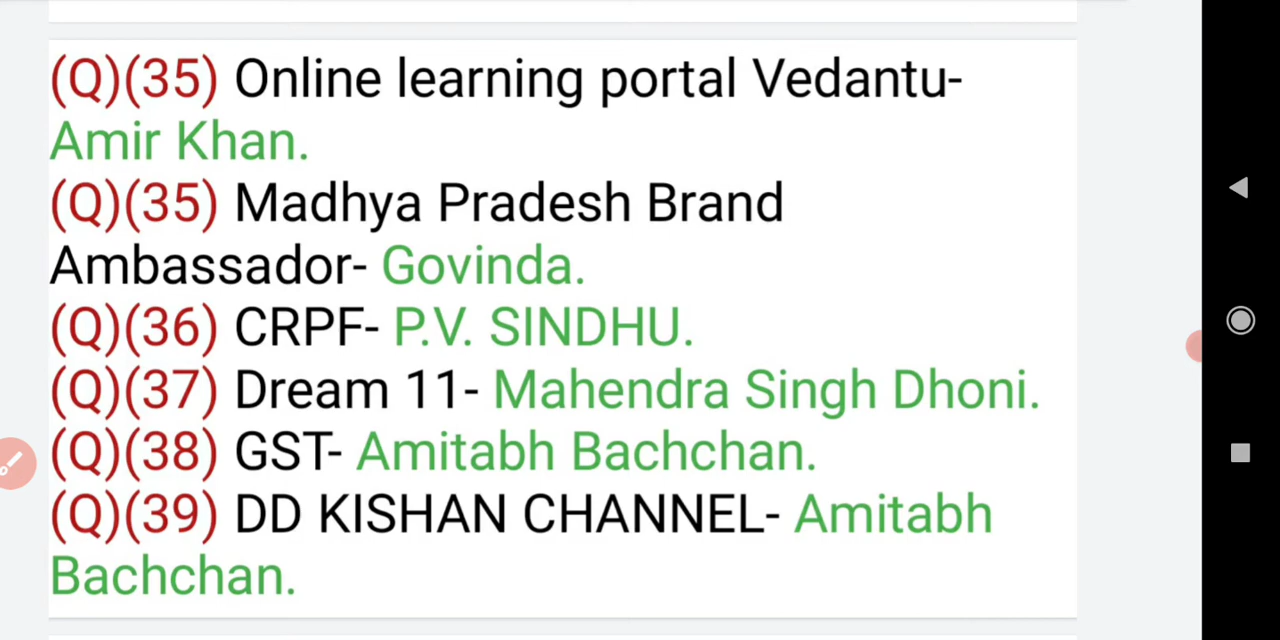 (Q)(35) Online learning portal Vedantu-
Amir Khan.
(Q)(35) Madhya Pradesh Brand
Ambassador- Govinda.
(Q)(36) CRPF- P.V. SINDHU.
(Q)(37) Dream 11- Mahendra Singh Dhoni.
(Q)(38) GST- Amitabh Bachchan.
(Q)(39) DD KISHAN CHANNEL- Amitabh
Bachchan.